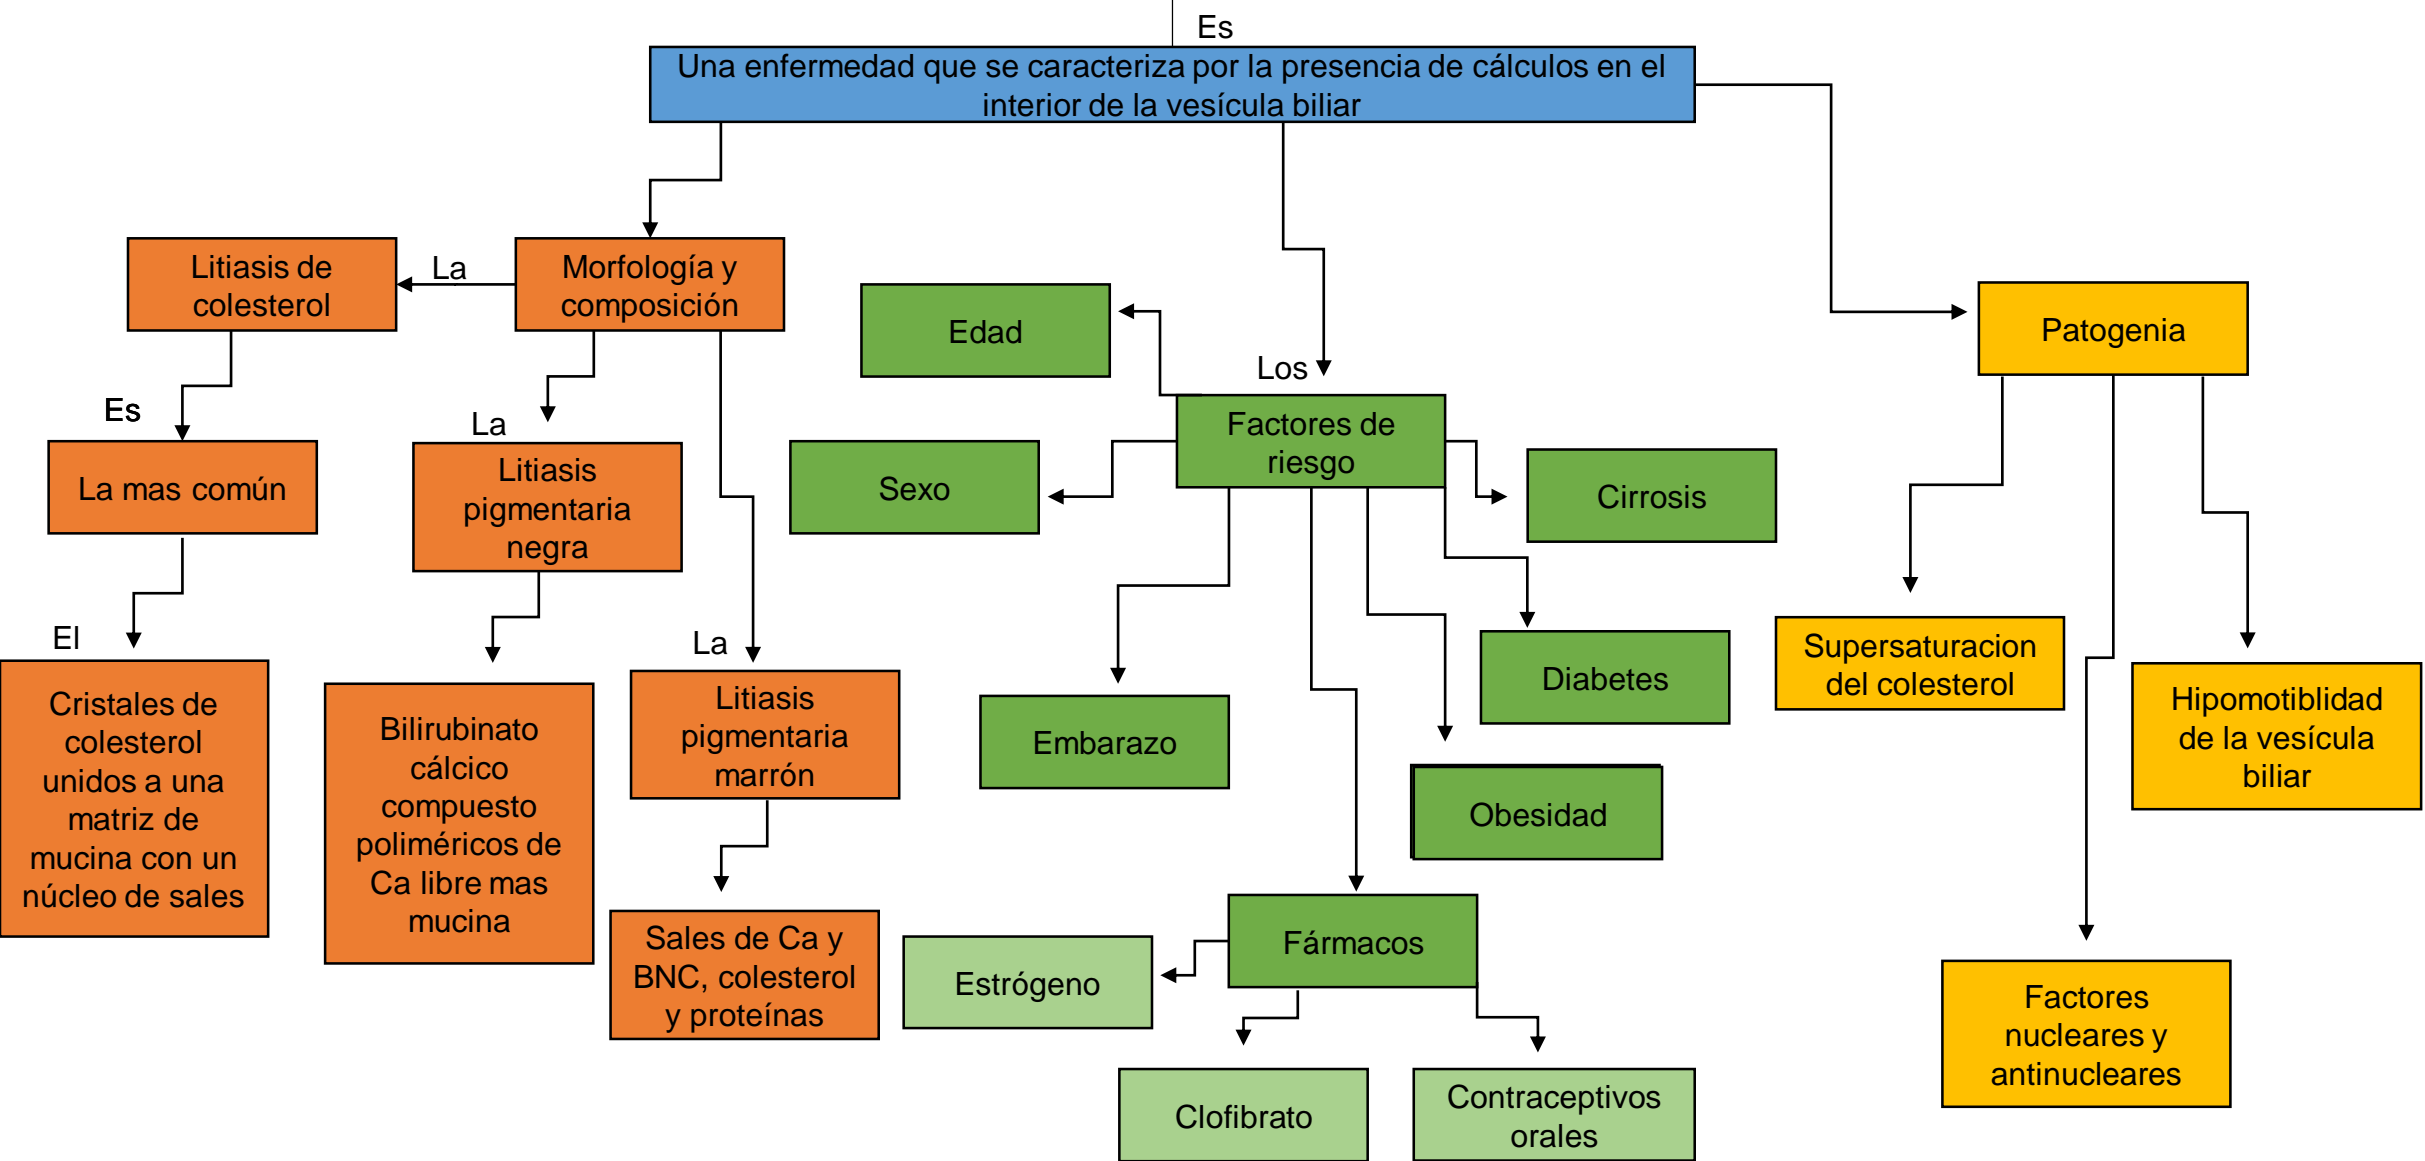 Es
Una enfermedad que se caracteriza por la presencia de cálculos en el
interior de la vesícula biliar
Litiasis de
colesterol
La
Morfología y
composición
Es
La mas común
El
Cristales de
colesterol
unidos a una
matriz de
mucina con un
núcleo de sales
La
Litiasis
pigmentaria
negra
Bilirubinato
cálcico
compuesto
poliméricos de
Ca libre mas
mucina
La
Litiasis
pigmentaria
marrón
Sales de Ca y
BNC, colesterol
y proteínas
Los
Factores de
riesgo
Edad
Sexo
Cirrosis
Embarazo
Diabetes
Obesidad
Fármacos
Estrógeno
Clofibrato
Contraceptivos
orales
Patogenia
Supersaturacion
del colesterol
Hipomotiblidad
de la vesícula
biliar
Factores
nucleares y
antinucleares